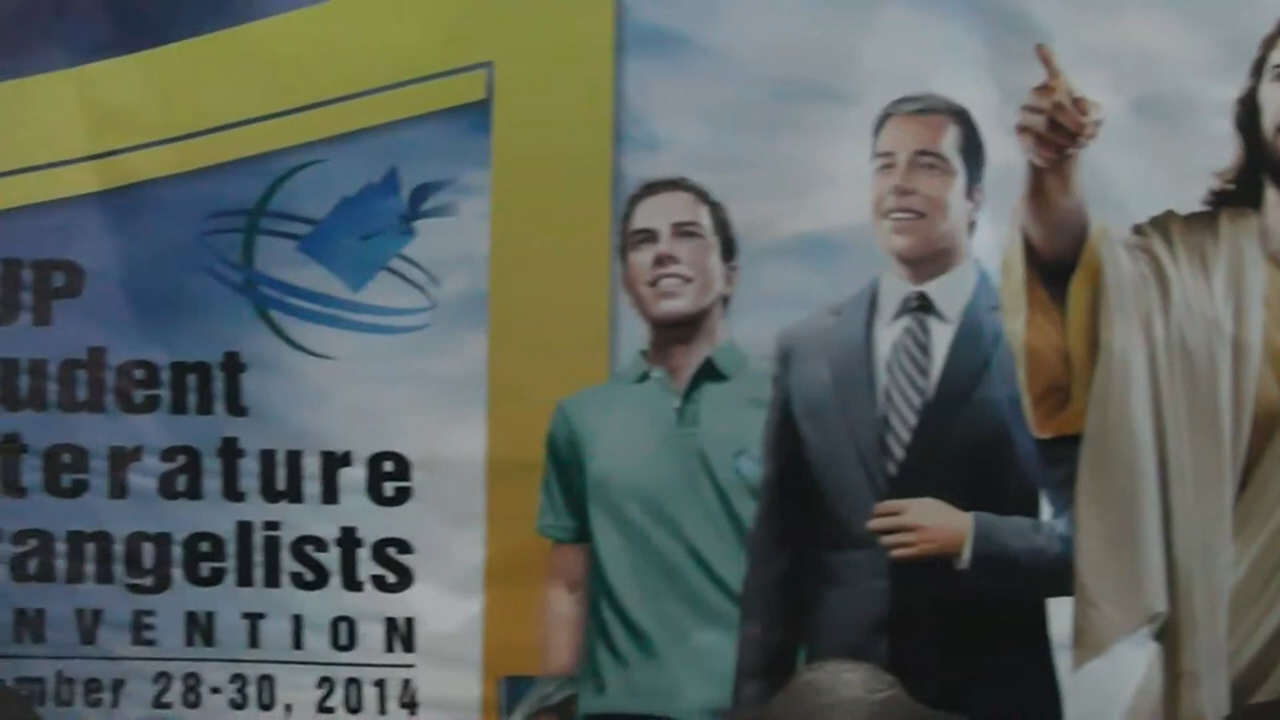 UP
udent
terature
angelists
NVENTION
mber 28-30, 2014